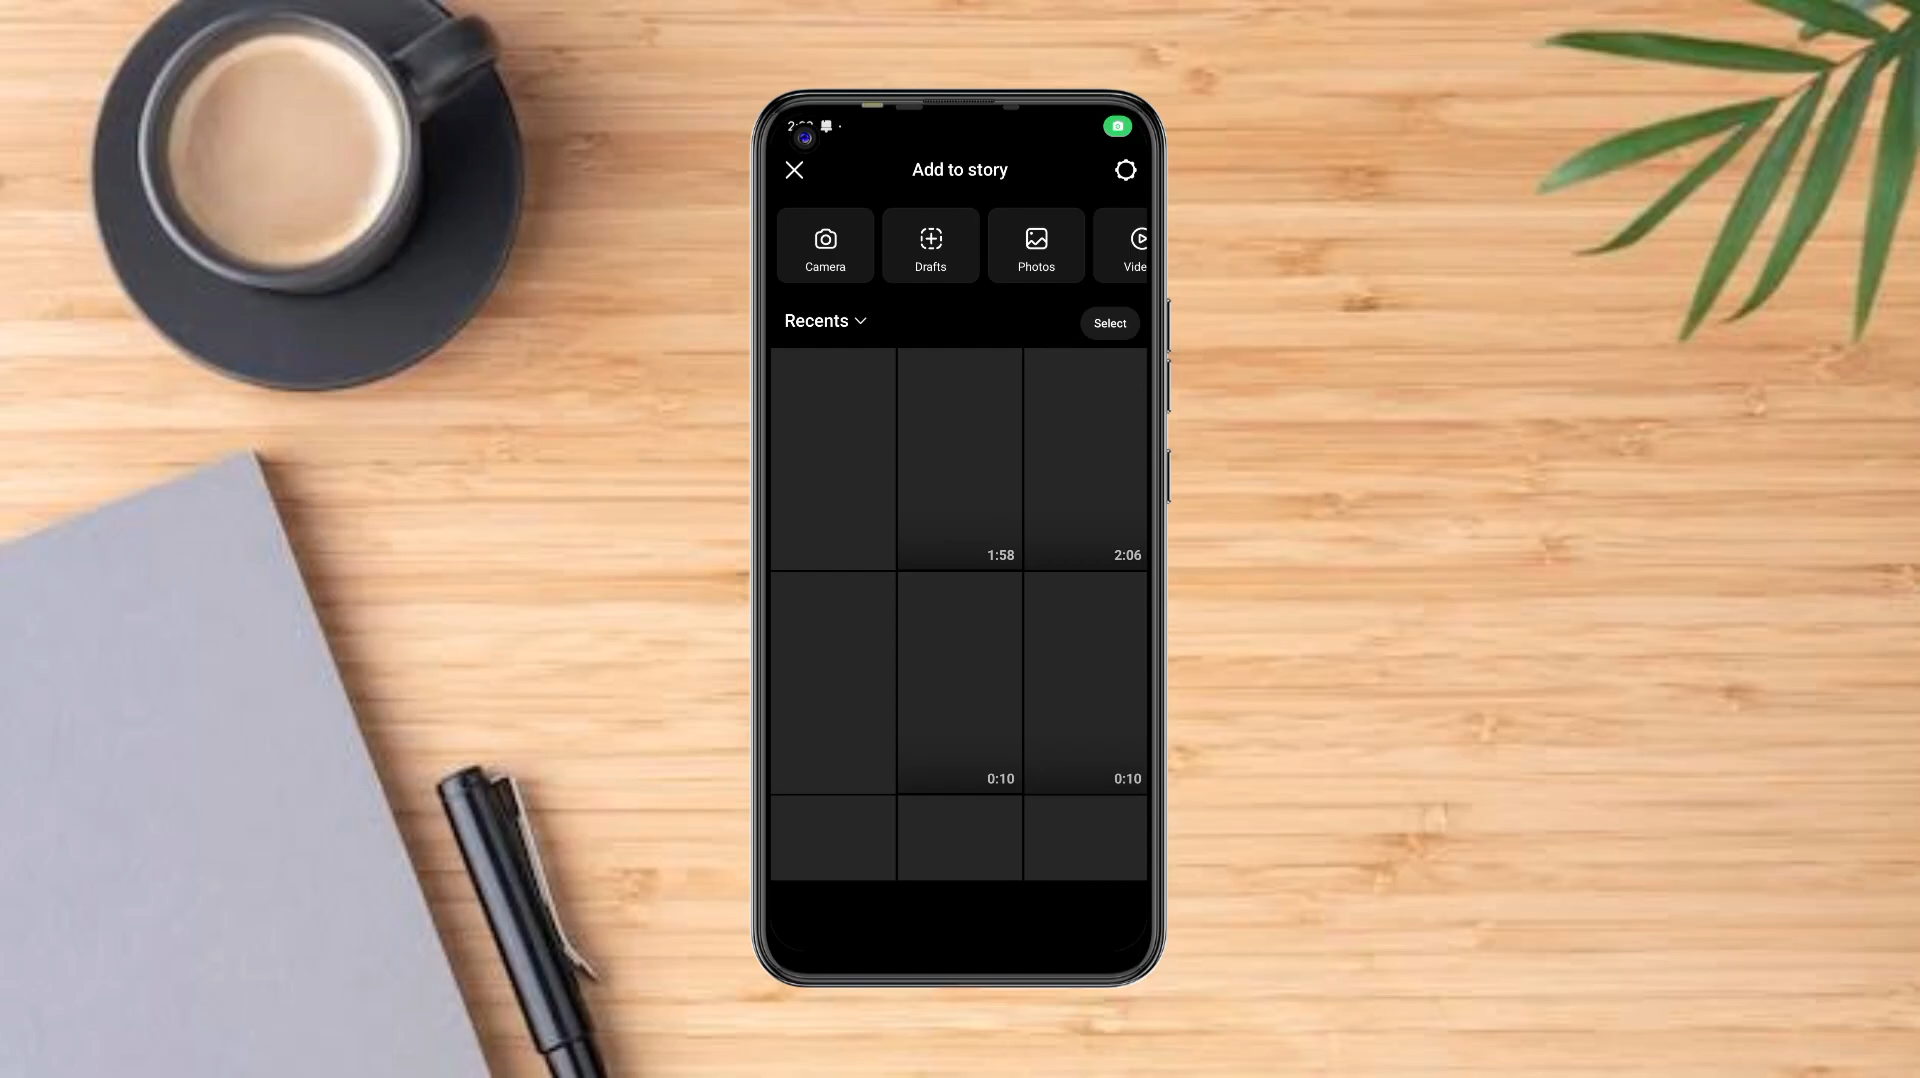 Add to story
Camera
Drafts
Photos
Vide
Recents
Select
1:58
2:06
0:10
0:10